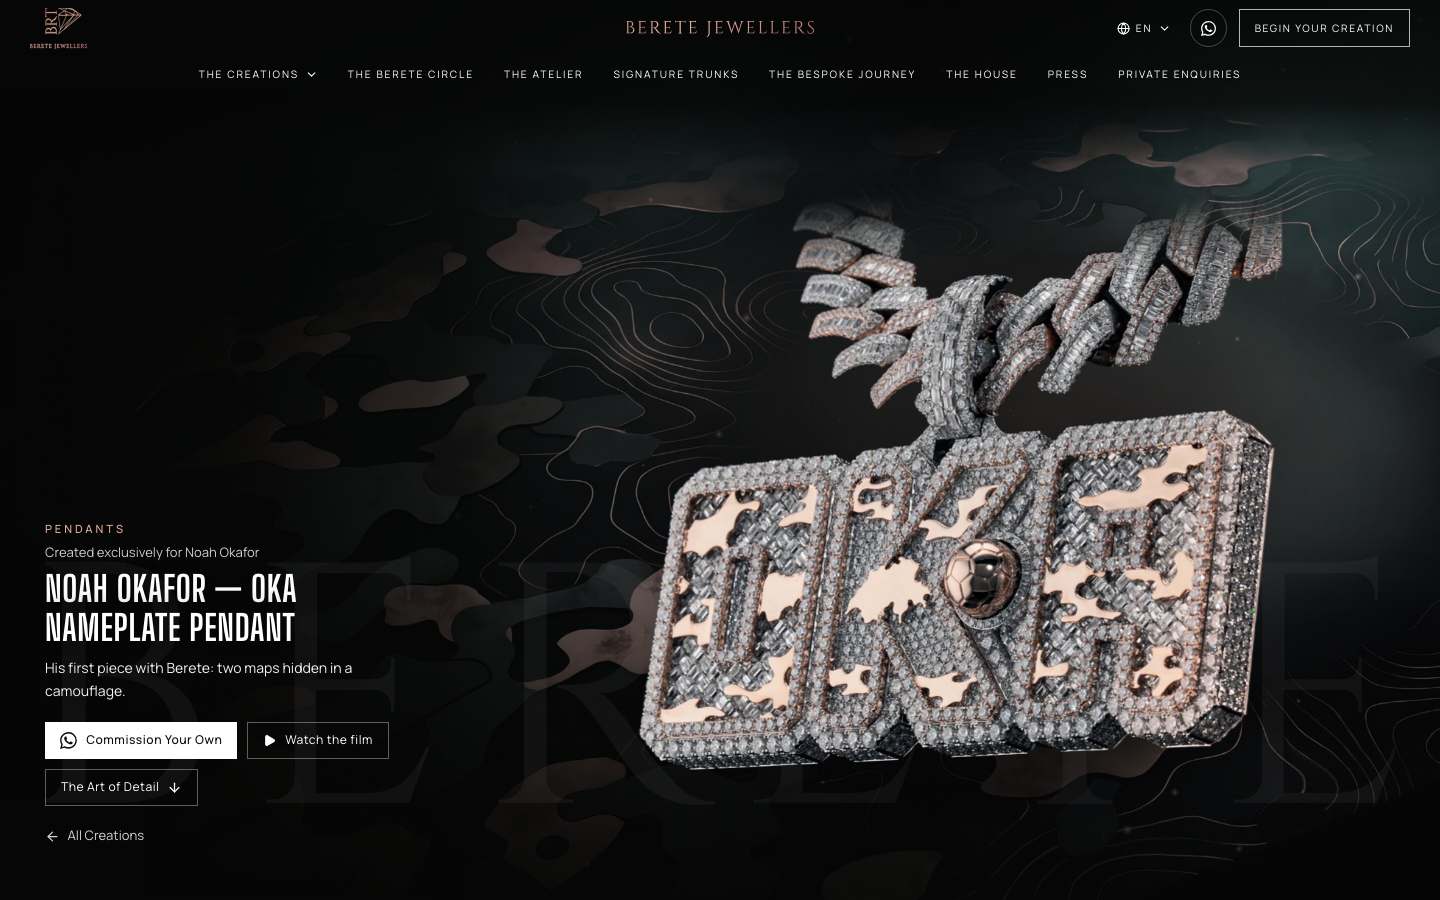 BRT
BERETE JEWELLERS
BERETE JEWELLERS
EN
BEGIN YOUR CREATION
THE CREATIONS
THE BERETE CIRCLE
THE ATELIER
SIGNATURE TRUNKS
THE BESPOKE JOURNEY
THE HOUSE
PRESS
PRIVATE ENQUIRIES
OKA
PENDANTS
Created exclusively for Noah Okafor
NOAH OKAFOR — OKA
NAMEPLATE PENDANT
His first piece with Berete: two maps hidden in a
camouflage.
BERETE
Commission Your Own
Watch the film
The Art of Detail
All Creations